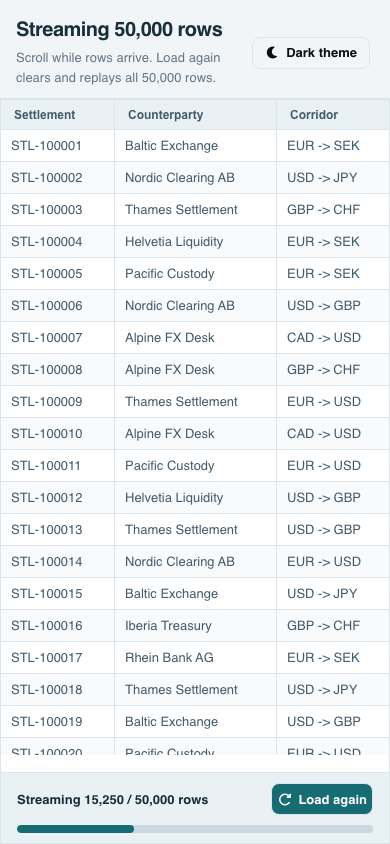 Streaming 50,000 rows
Scroll while rows arrive. Load again
clears and replays all 50,000 rows.
Dark theme
Settlement Counterparty Corridor
STL-100001 Baltic Exchange EUR -> SEK
STL-100002 Nordic Clearing AB USD -> JPY
STL-100003 Thames Settlement GBP -> CHF
STL-100004 Helvetia Liquidity EUR -> SEK
STL-100005 Pacific Custody EUR -> SEK
STL-100006 Nordic Clearing AB USD -> GBP
STL-100007 Alpine FX Desk CAD -> USD
STL-100008 Alpine FX Desk GBP -> CHF
STL-100009 Thames Settlement EUR -> USD
STL-100010 Alpine FX Desk CAD -> USD
STL-100011 Pacific Custody EUR -> USD
STL-100012 Helvetia Liquidity USD -> GBP
STL-100013 Thames Settlement USD -> GBP
STL-100014 Nordic Clearing AB EUR -> USD
STL-100015 Baltic Exchange USD -> JPY
STL-100016 Iberia Treasury GBP -> CHF
STL-100017 Rhein Bank AG EUR -> SEK
STL-100018 Thames Settlement USD -> JPY
STL-100019 Baltic Exchange USD -> GBP
STL-100020 Pacific Custody EUR -> USD
Streaming 15,250 / 50,000 rows
Load again